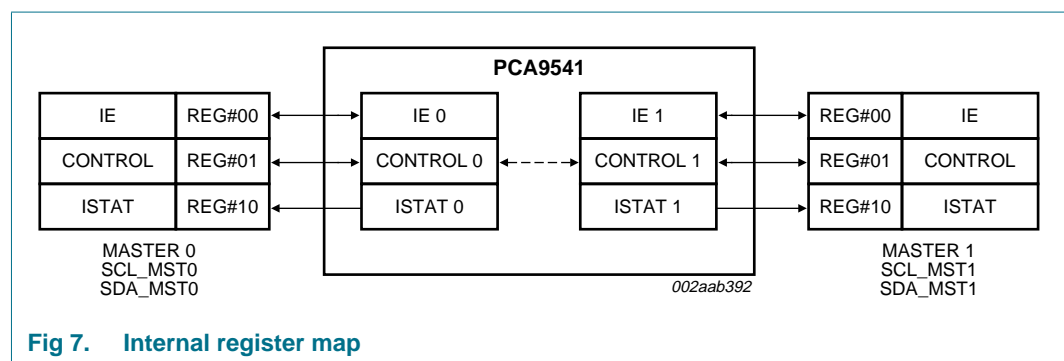 PCA9541
IE REG#00 IE 0 IE 1 REG#00 IE
CONTROL REG#01 CONTROL 0 CONTROL 1 REG#01 CONTROL
ISTAT REG#10 ISTAT 0 ISTAT 1 REG#10 ISTAT
MASTER 0 MASTER 1
SCL_MST0 SCL_MST1
SDA_MST0 002aab392 SDA_MST1
Fig 7. Internal register map